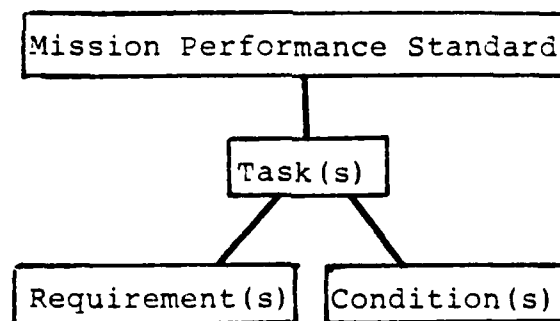 Mission Performance Standard
Task(s)
Requirement(s) Condition(s)